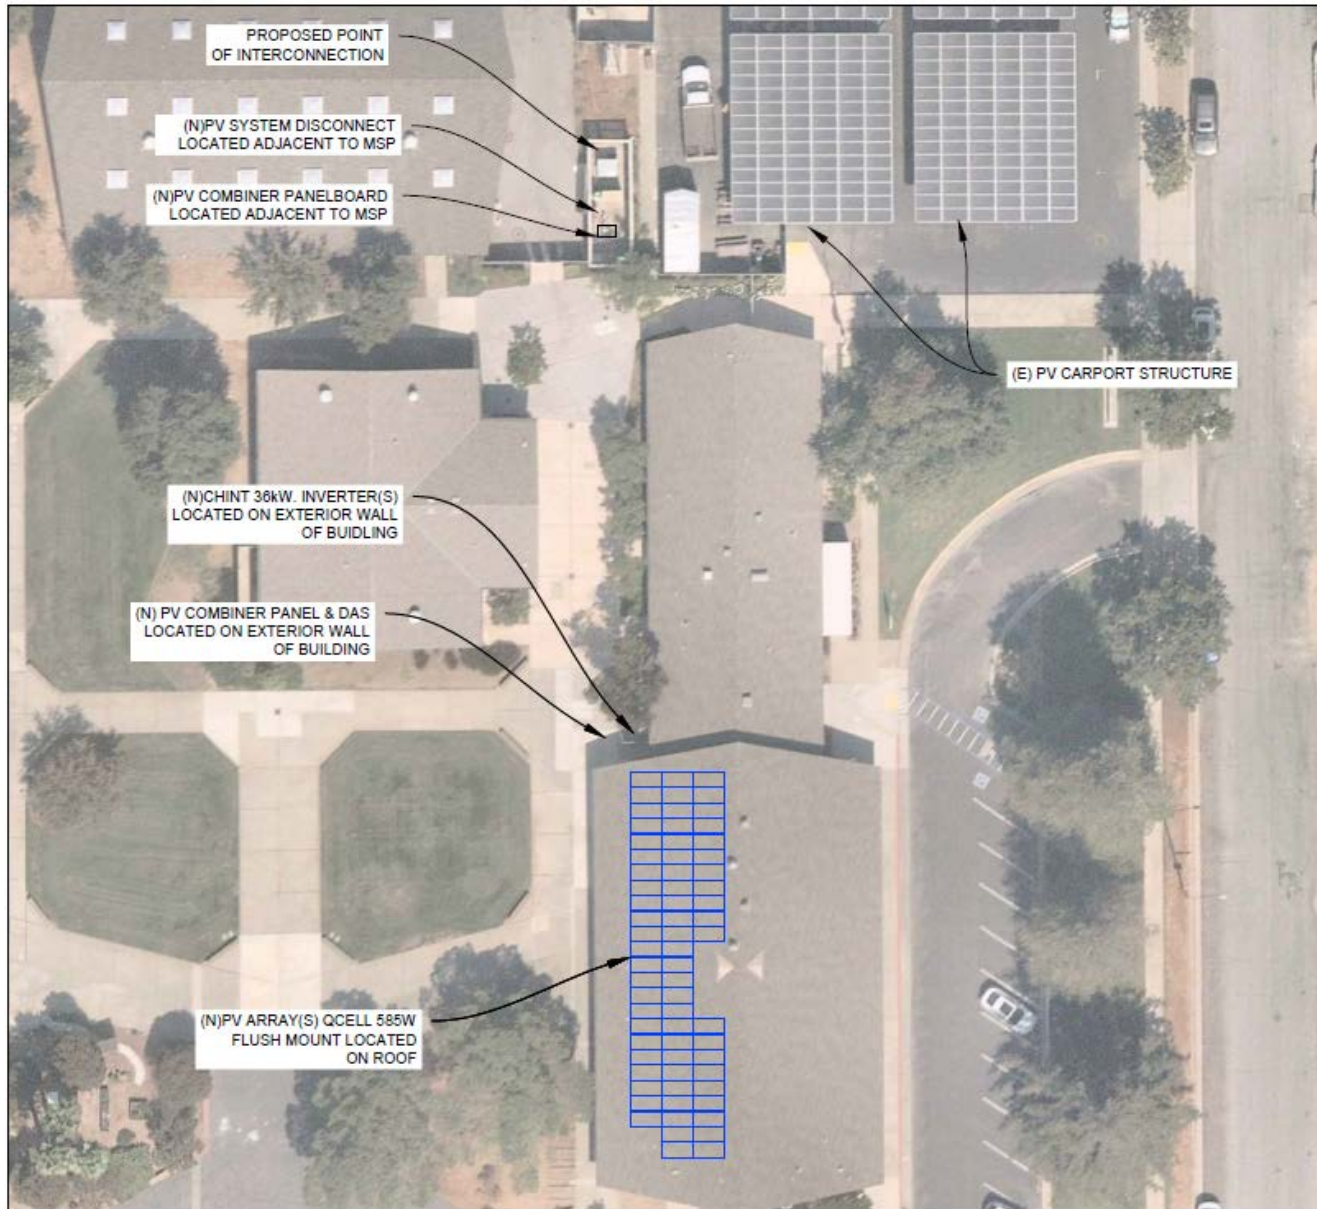 PROPOSED POINT
OF INTERCONNECTION
(N)PV SYSTEM DISCONNECT
LOCATED ADJACENT TO MSP
(N)PV COMBINER PANELBOARD
LOCATED ADJACENT TO MSP
(E) PV CARPORT STRUCTURE
(N)CHINT 36kW. INVERTER(S)
LOCATED ON EXTERIOR WALL
OF BUIDLING
(N) PV COMBINER PANEL & DAS
LOCATED ON EXTERIOR WALL
OF BUILDING
(N)PV ARRAY(S) QCELL 585W
FLUSH MOUNT LOCATED
ON ROOF